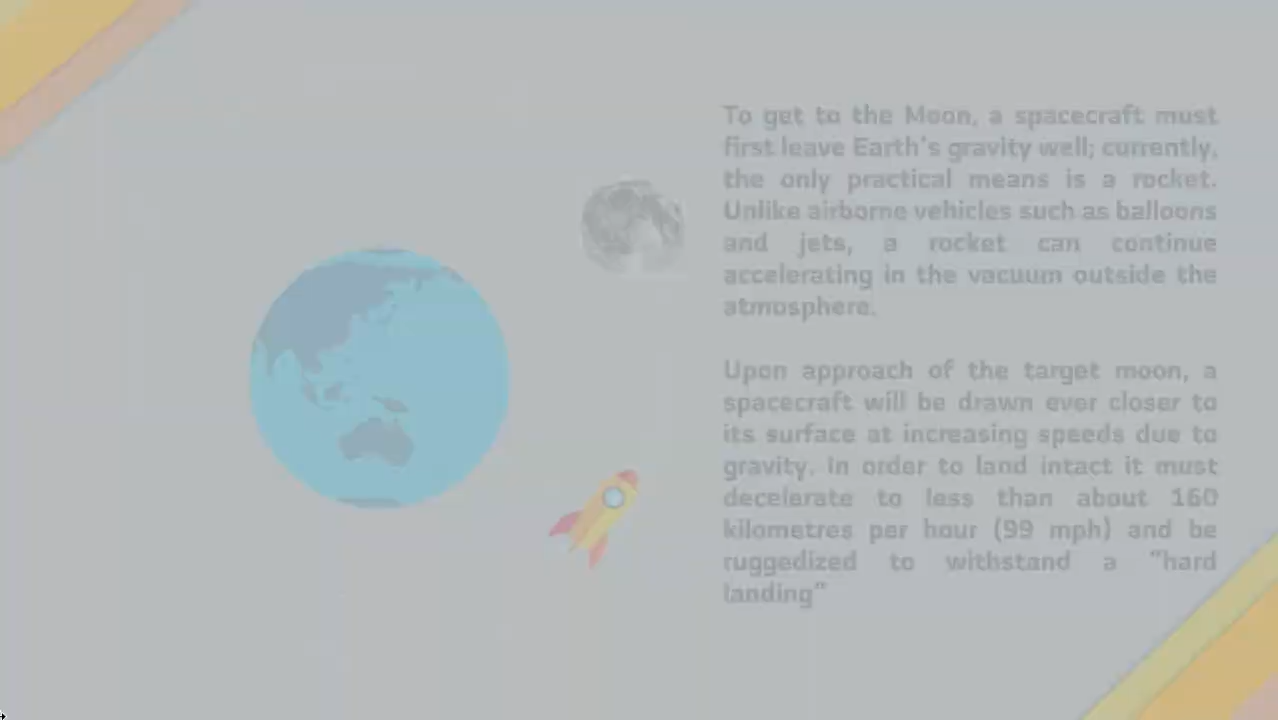 To get to the Moon, a spacecraft must
first leave Earth's gravity well; currently,
the only practical means is a rocket.
Unlike airborne vehicles such as balloons
and jets, a rocket can continue
accelerating in the vacuum outside the
atmosphere.
Upon approach of the target moon, a
spacecraft will be drawn ever closer to
its surface at increasing speeds due to
gravity. In order to land intact it must
decelerate to less than about 160
kilometres per hour (99 mph) and be
ruggedized to withstand a "hard
landing"